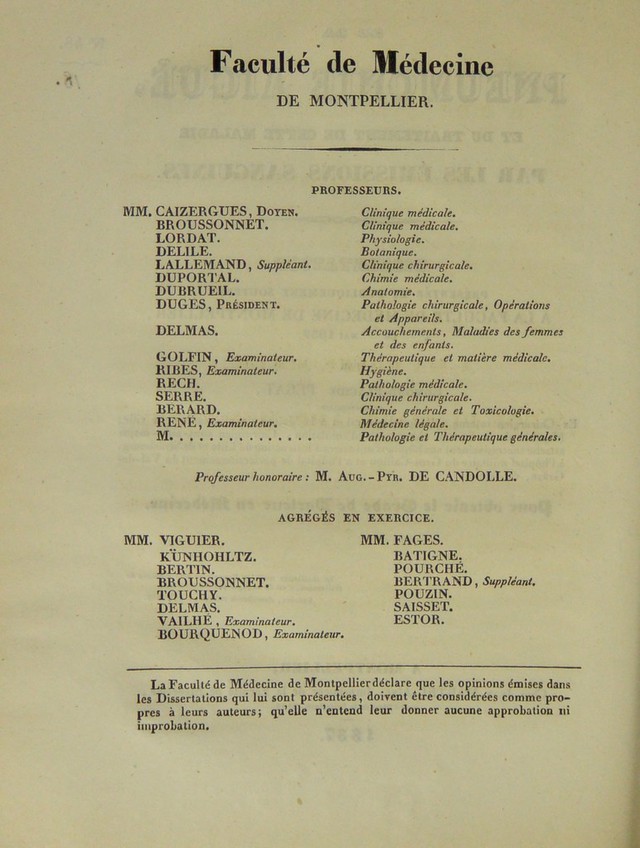 Faculté de Médecine
DE MONTPELLIER.
PROFESSEURS.
MM. CAIZERGUES, DOYEN. Clinique médicale.
BROUSSONNET. Clinique médicale.
LORDAT. Physiologie.
DELILE. Botanique.
LALLEMAND, Suppléant. Clinique chirurgicale.
DUPORTAL. Chimie médicale.
DUBRUEIL. Anatomie.
DUGES, PRÉSIDENT. Pathologie chirurgicale, Opérations
et Appareils.
DELMAS. Accouchements, Maladies des femmes
et des enfants.
GOLFIN, Examinateur. Thérapeutique et matière médicale.
RIBES, Examinateur. Hygiène.
RECH. Pathologie médicale.
SERRE. Clinique chirurgicale.
BERARD. Chimie générale et Toxicologie.
RENÉ, Examinateur. Médecine légale.
M. . . . . . . . . . . . . . . Pathologie et Thérapeutique générales.
Professeur honoraire : M. AUG.-PYR. DE CANDOLLE.
AGRÉGÉS EN EXERCICE.
MM. VIGUIER.
KÜNHOHLTZ.
BERTIN.
BROUSSONNET.
TOUCHY.
DELMAS.
VAILHÉ, Examinateur.
BOURQUENOD, Examinateur.
MM. FAGES.
BATIGNE.
POURCHÉ.
BERTRAND, Suppléant.
POUZIN.
SAISSET.
ESTOR.
La Faculté de Médecine de Montpellier déclare que les opinions émises dans
les Dissertations qui lui sont présentées, doivent être considérées comme pro-
pres à leurs auteurs; qu'elle n'entend leur donner aucune approbation ni
improbation.